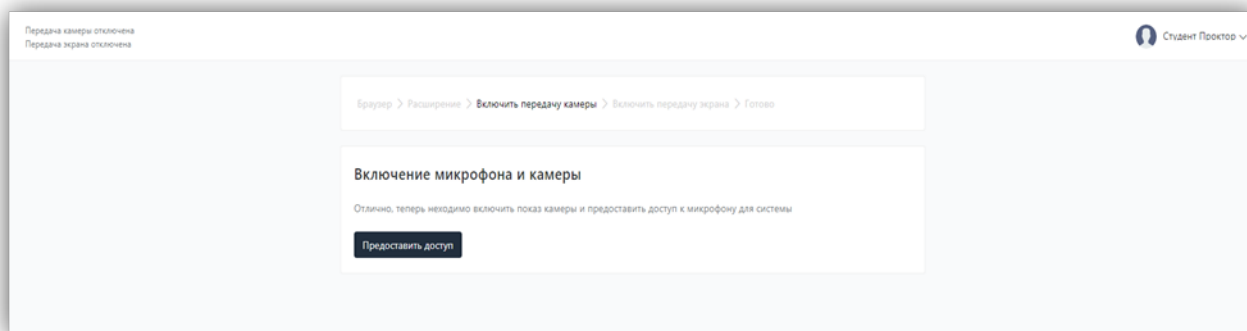 Передача камеры отключена
Передача экрана отключена
Студент Проктор
Браузер > Расширение > Включить передачу камеры > Включить передачу экрана > Готово
Включение микрофона и камеры
Отлично, теперь неходимо включить показ камеры и предоставить доступ к микрофону для системы
Предоставить доступ